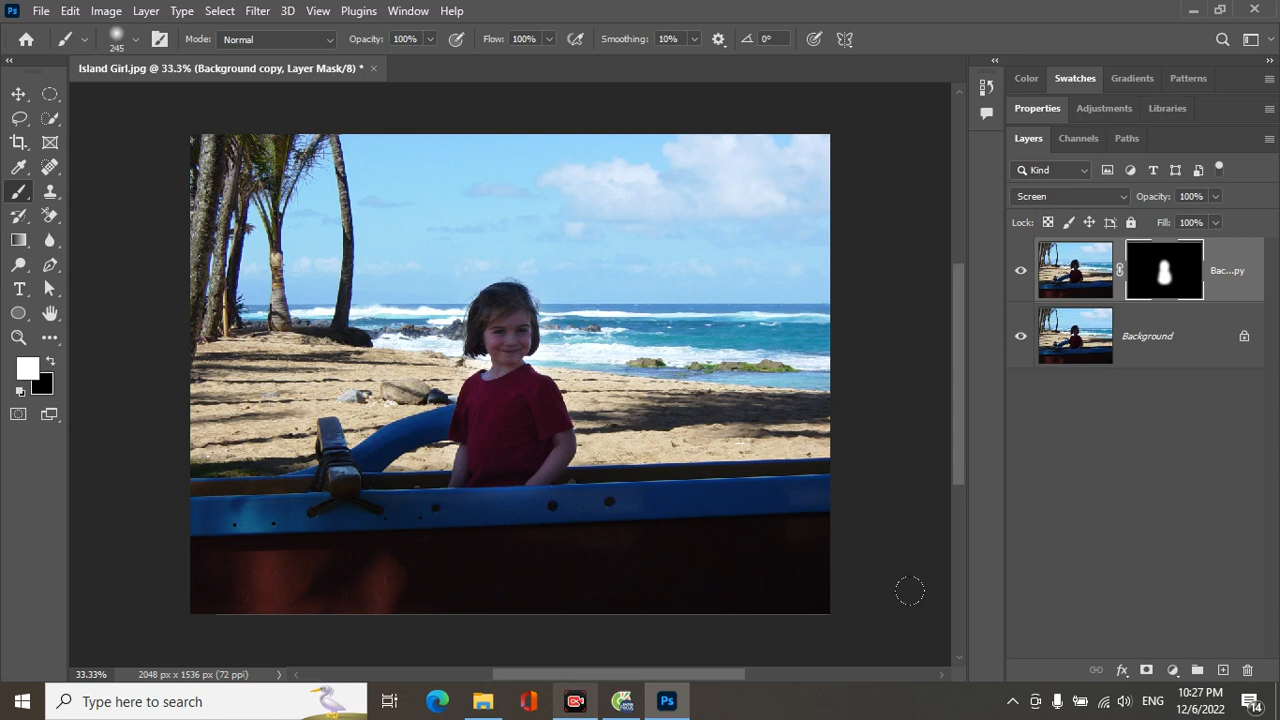 Ps File Edit Image Layer Type Select Filter 3D View Plugins Window Help
245 Mode: Normal Opacity: 100% Flow: 100% Smoothing: 10% 0°
Island Girl.jpg @ 33.3% (Background copy, Layer Mask/8) *
Color Swatches Gradients Patterns
Properties Adjustments Libraries
Layers Channels Paths
Kind
Screen Opacity: 100%
Lock: Fill: 100%
Bac...py
Background
33.33% 2048 px x 1536 px (72 ppi)
Type here to search
Ps
ENG
10:27 PM
12/6/2022
14